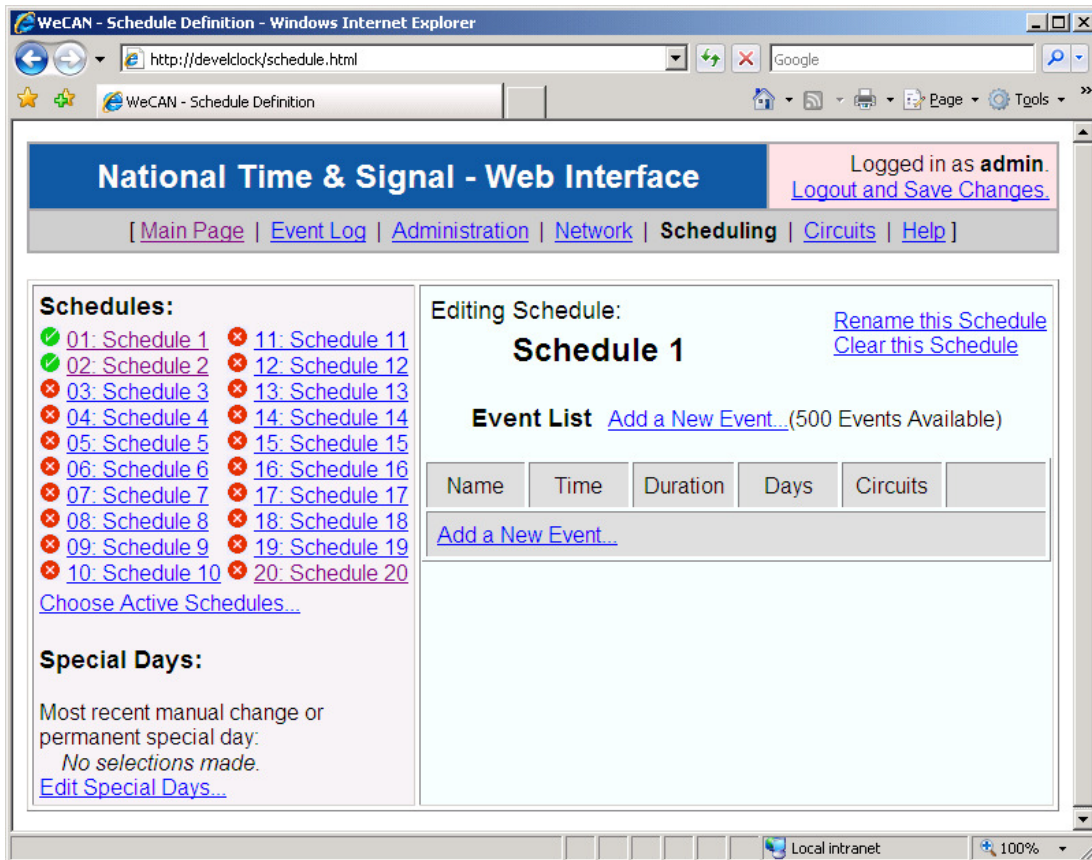 WeCAN - Schedule Definition - Windows Internet Explorer
http://develclock/schedule.html
Google
WeCAN - Schedule Definition
Page
Tools
»
National Time & Signal - Web Interface
Logged in as admin.
Logout and Save Changes.
[ Main Page | Event Log | Administration | Network | Scheduling | Circuits | Help ]
Schedules:
01: Schedule 1 11: Schedule 11
02: Schedule 2 12: Schedule 12
03: Schedule 3 13: Schedule 13
04: Schedule 4 14: Schedule 14
05: Schedule 5 15: Schedule 15
06: Schedule 6 16: Schedule 16
07: Schedule 7 17: Schedule 17
08: Schedule 8 18: Schedule 18
09: Schedule 9 19: Schedule 19
10: Schedule 10 20: Schedule 20
Choose Active Schedules...
Special Days:
Most recent manual change or
permanent special day:
No selections made.
Edit Special Days...
Editing Schedule:
Schedule 1
Rename this Schedule
Clear this Schedule
Event List Add a New Event...(500 Events Available)
Name Time Duration Days Circuits
Add a New Event...
Local intranet 100%